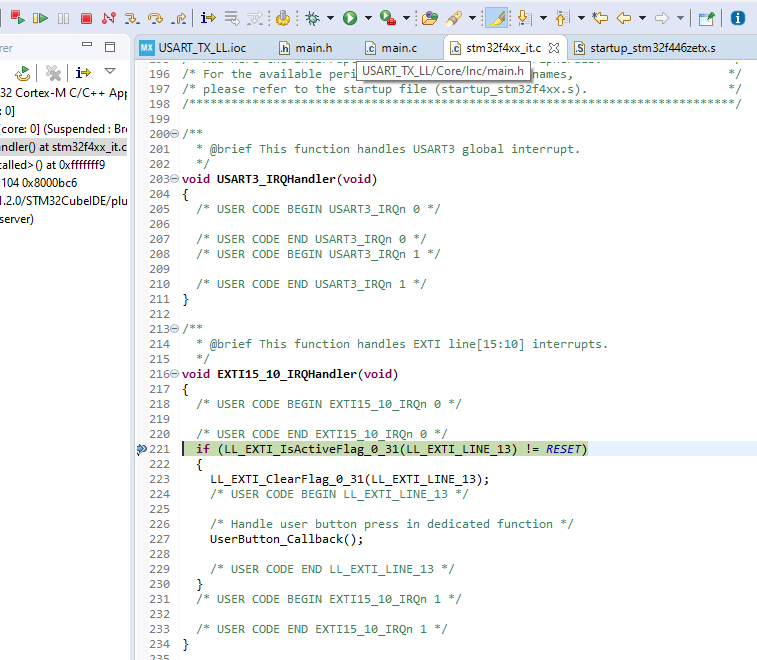 rer
USART_TX_LL.ioc
main.h
main.c
stm32f4xx_it.c
startup_stm32f446zetx.s
USART_TX_LL/Core/Inc/main.h
32 Cortex-M C/C++ App
: 0]
[core: 0] (Suspended : Bre
andler() at stm32f4xx_it.c
called>() at 0xfffffff9
:104 0x8000bc6
1.2.0/STM32CubeIDE/plu
server)
196 /* For the available peri names, */
197 /* please refer to the startup file (startup_stm32f4xx.s). */
198 /******************************************************************************/
199
200 /**
201 * @brief This function handles USART3 global interrupt.
202 */
203 void USART3_IRQHandler(void)
204 {
205 /* USER CODE BEGIN USART3_IRQn 0 */
206
207 /* USER CODE END USART3_IRQn 0 */
208 /* USER CODE BEGIN USART3_IRQn 1 */
209
210 /* USER CODE END USART3_IRQn 1 */
211 }
212
213 /**
214 * @brief This function handles EXTI line[15:10] interrupts.
215 */
216 void EXTI15_10_IRQHandler(void)
217 {
218 /* USER CODE BEGIN EXTI15_10_IRQn 0 */
219
220 /* USER CODE END EXTI15_10_IRQn 0 */
221 if (LL_EXTI_IsActiveFlag_0_31(LL_EXTI_LINE_13) != RESET)
222 {
223 LL_EXTI_ClearFlag_0_31(LL_EXTI_LINE_13);
224 /* USER CODE BEGIN LL_EXTI_LINE_13 */
225
226 /* Handle user button press in dedicated function */
227 UserButton_Callback();
228
229 /* USER CODE END LL_EXTI_LINE_13 */
230 }
231 /* USER CODE BEGIN EXTI15_10_IRQn 1 */
232
233 /* USER CODE END EXTI15_10_IRQn 1 */
234 }
235